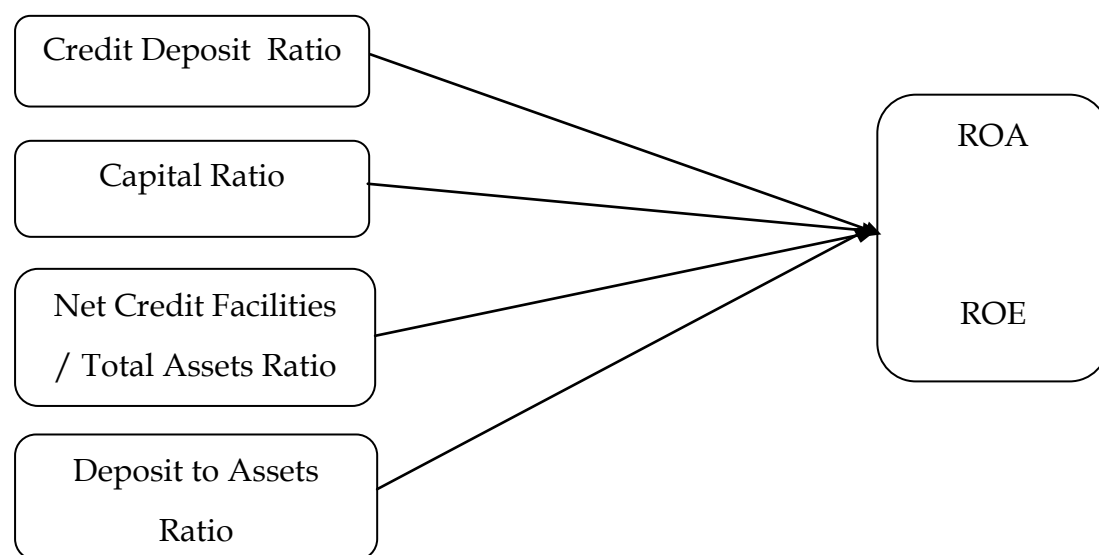 Credit Deposit Ratio
Capital Ratio
Net Credit Facilities
/ Total Assets Ratio
Deposit to Assets
Ratio
ROA
ROE